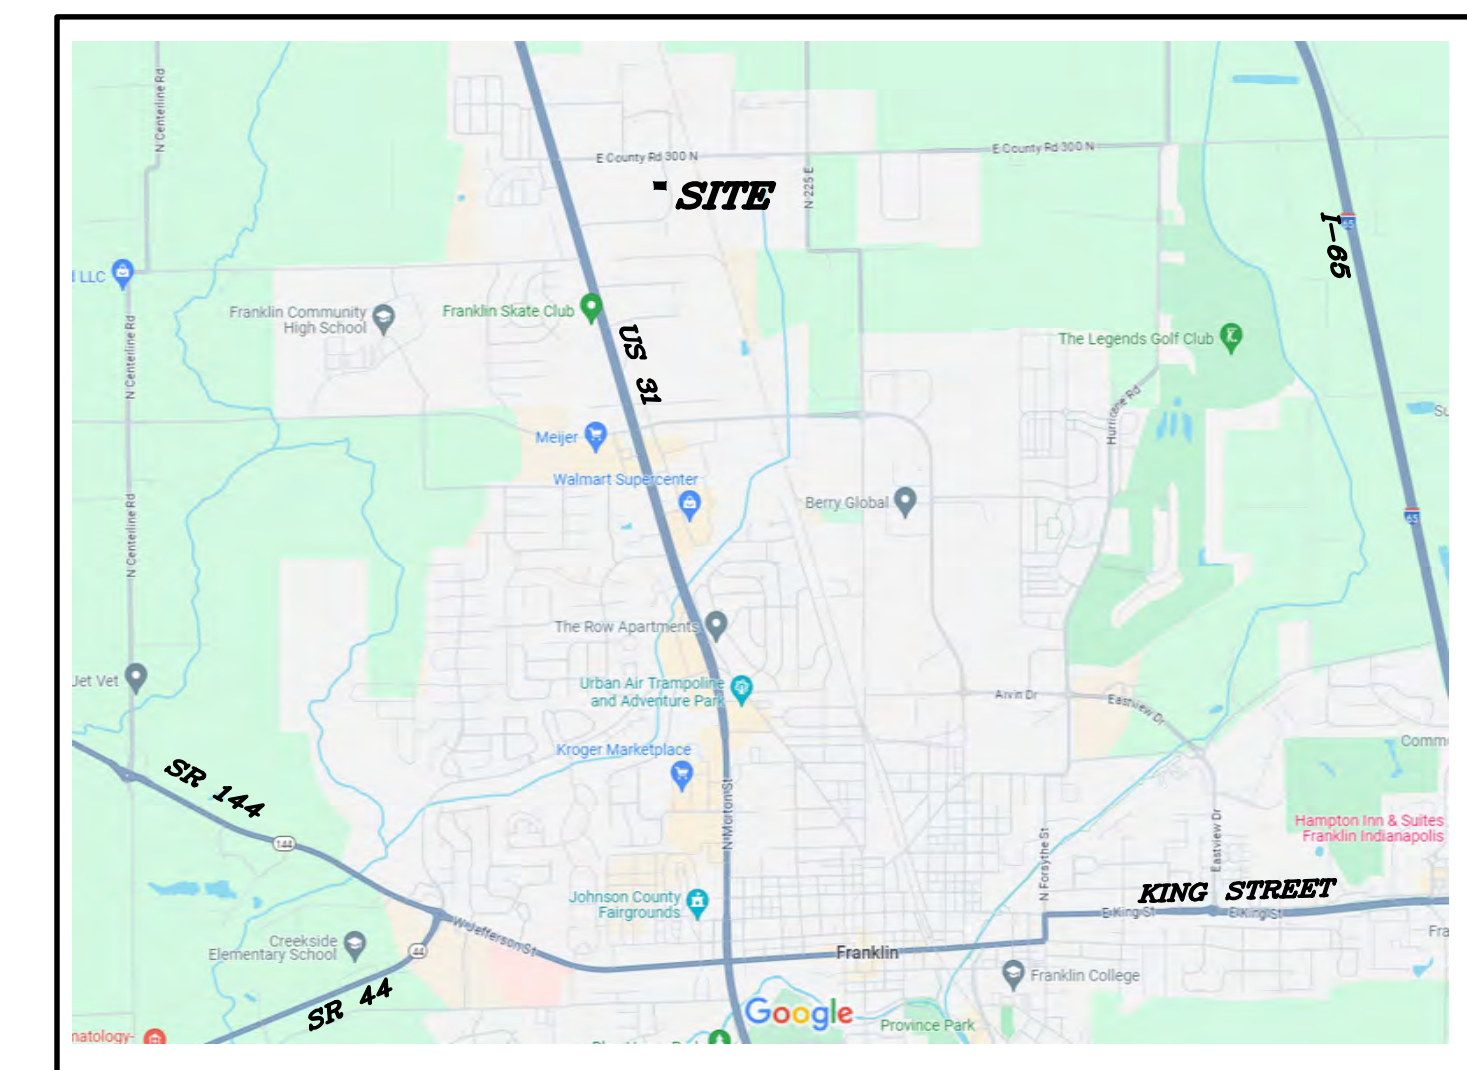 N Centerline Rd
E County Rd 300 N
E County Rd 300 N
SITE
N 225 E
I-65
65
LLC
Franklin Community
High School
Franklin Skate Club
US 31
The Legends Golf Club
N Centerline Rd
Hurricane Rd
Meijer
Walmart Supercenter
Berry Global
65
N Centerline Rd
The Row Apartments
Jet Vet
Urban Air Trampoline
and Adventure Park
Arvin Dr
Eastview Dr
Kroger Marketplace
SR 144
144
N Morton St
Hampton Inn & Suites
Franklin Indianapolis
Eastview Dr
N Forsythe St
KING STREET
E King St
E King St
Johnson County
Fairgrounds
W Jefferson St
Creekside
Elementary School
44
Franklin
Franklin College
SR 44
Google
Province Park